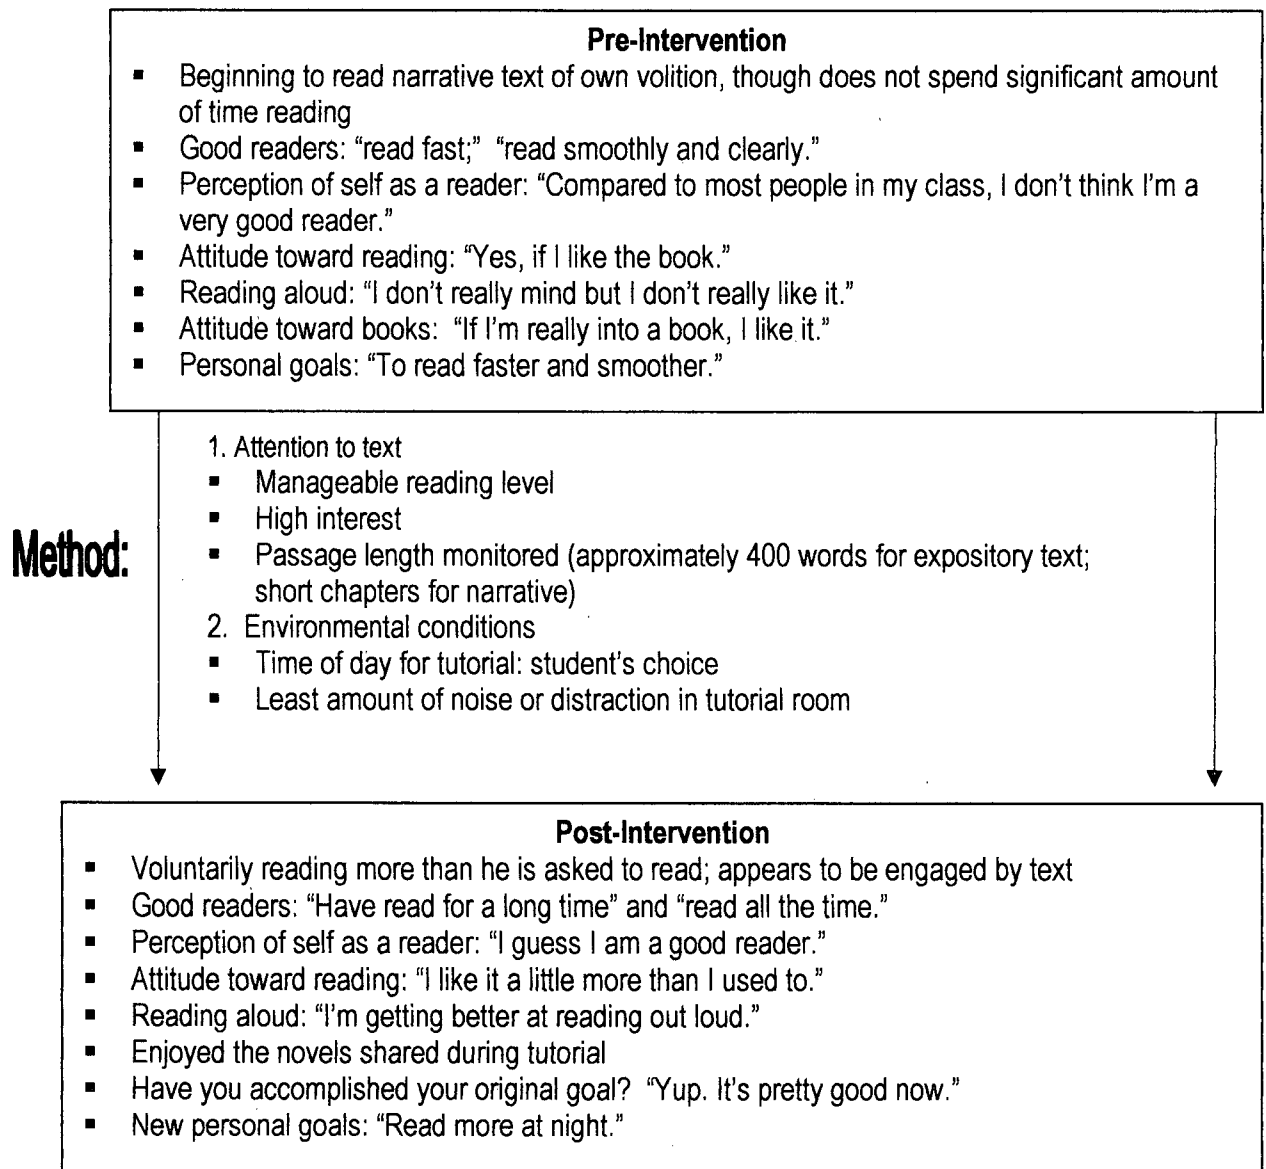 Pre-Intervention
▪ Beginning to read narrative text of own volition, though does not spend significant amount
of time reading
▪ Good readers: “read fast;” “read smoothly and clearly.”
▪ Perception of self as a reader: “Compared to most people in my class, I don’t think I’m a
very good reader.”
▪ Attitude toward reading: “Yes, if I like the book.”
▪ Reading aloud: “I don’t really mind but I don’t really like it.”
▪ Attitude toward books: “If I’m really into a book, I like it.”
▪ Personal goals: “To read faster and smoother.”
1. Attention to text
▪ Manageable reading level
▪ High interest
Method:
▪ Passage length monitored (approximately 400 words for expository text;
short chapters for narrative)
2. Environmental conditions
▪ Time of day for tutorial: student’s choice
▪ Least amount of noise or distraction in tutorial room
Post-Intervention
▪ Voluntarily reading more than he is asked to read; appears to be engaged by text
▪ Good readers: “Have read for a long time” and “read all the time.”
▪ Perception of self as a reader: “I guess I am a good reader.”
▪ Attitude toward reading: “I like it a little more than I used to.”
▪ Reading aloud: “I’m getting better at reading out loud.”
▪ Enjoyed the novels shared during tutorial
▪ Have you accomplished your original goal? “Yup. It’s pretty good now.”
▪ New personal goals: “Read more at night.”